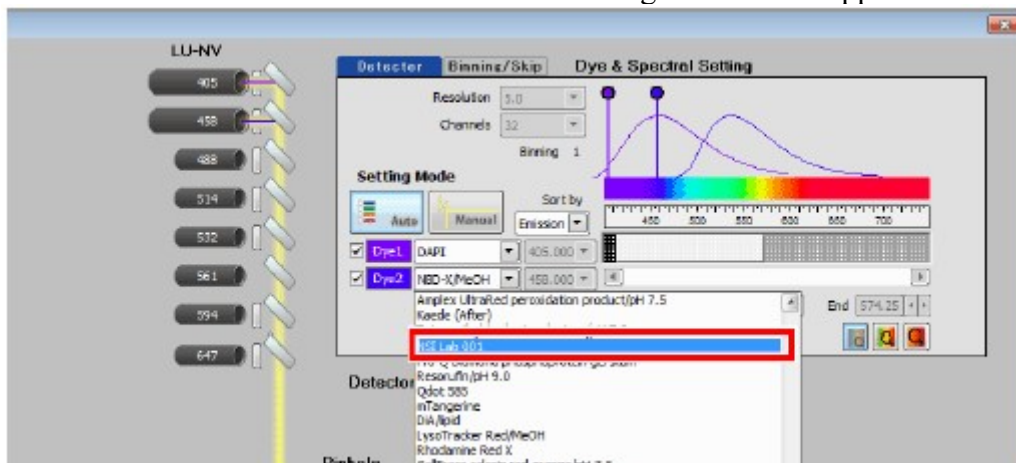 LU-NV
405
458
488
514
532
561
594
647
Detector Binning/Skip Dye & Spectral Setting
Resolution 5.0
Channels 32
Binning 1
Setting Mode
Auto Manual
Sort by
Emission
450 500 550 600 650 700
Dye1 DAPI 405.000
Dye2 NBD-X/MeOH 458.000
Amplex UltraRed peroxidation product/pH 7.5
Kaede (After)
NSI Lab 001
Resorufin/pH 9.0
Qdot 585
mTangerine
DiA/lipid
LysoTracker Red/MeOH
Rhodamine Red X
End 574.25
Detector